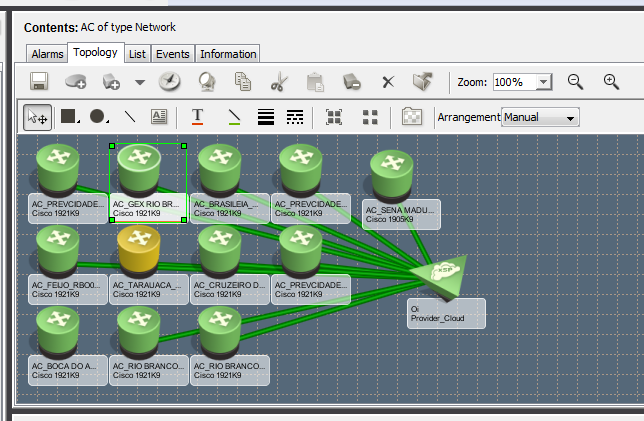 Contents: AC of type Network
Alarms Topology List Events Information
Zoom: 100%
T A Arrangement Manual
AC_PREVCIDADE...
Cisco 1921K9
AC_GEX RIO BR...
Cisco 1921K9
AC_BRASILEIA_...
Cisco 1921K9
AC_PREVCIDADE...
Cisco 1921K9
AC_SENA MADU...
Cisco 1905K9
AC_FEIJO_RBO0...
Cisco 1921K9
AC_TARAUACA_...
Cisco 1921K9
AC_CRUZEIRO D...
Cisco 1921K9
AC_PREVCIDADE...
Cisco 1921K9
Oi
Provider_Cloud
AC_BOCA DO A...
Cisco 1921K9
AC_RIO BRANCO...
Cisco 1921K9
AC_RIO BRANCO...
Cisco 1921K9